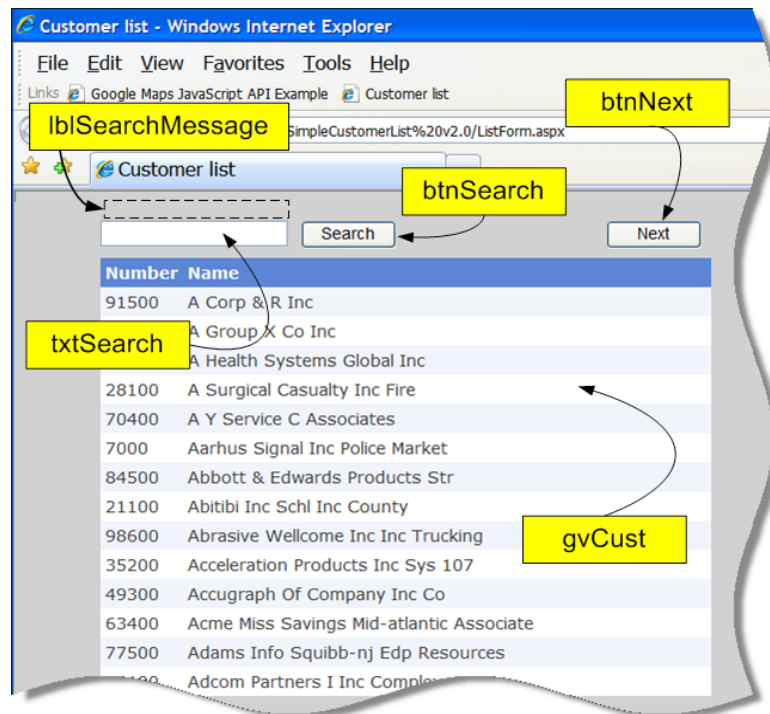 Customer list - Windows Internet Explorer
File Edit View Favorites Tools Help
Links Google Maps JavaScript API Example Customer list
btnNext
lblSearchMessage
SimpleCustomerList%20v2.0/ListForm.aspx
Customer list
btnSearch
Search
Next
Number Name
91500 A Corp & R Inc
A Group X Co Inc
txtSearch
A Health Systems Global Inc
28100 A Surgical Casualty Inc Fire
70400 A Y Service C Associates
7000 Aarhus Signal Inc Police Market
84500 Abbott & Edwards Products Str
21100 Abitibi Inc Schl Inc County
98600 Abrasive Wellcome Inc Inc Trucking
gvCust
35200 Acceleration Products Inc Sys 107
49300 Accugraph Of Company Inc Co
63400 Acme Miss Savings Mid-atlantic Associate
77500 Adams Info Squibb-nj Edp Resources
Adcom Partners I Inc